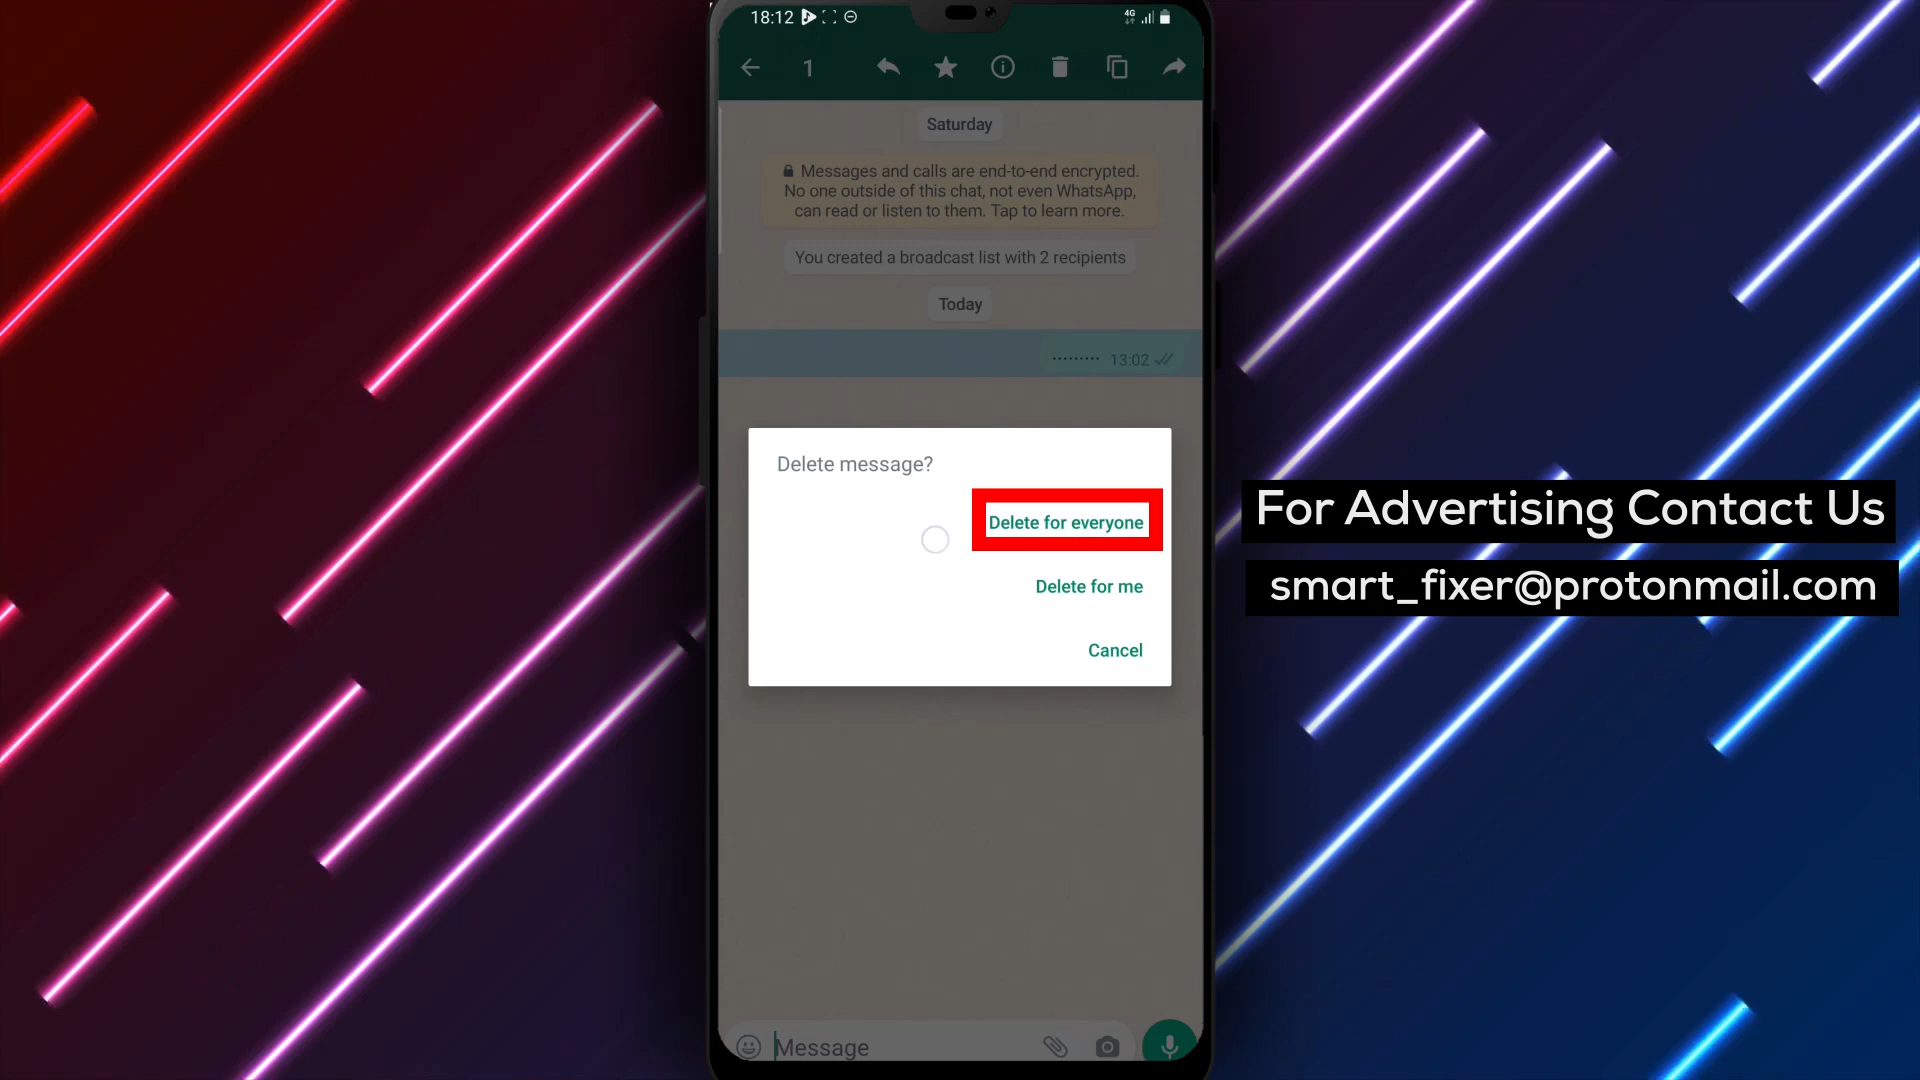 18:12
4G
1
Saturday
Messages and calls are end-to-end encrypted.
No one outside of this chat, not even WhatsApp,
can read or listen to them. Tap to learn more.
You created a broadcast list with 2 recipients
Today
......... 13:02
Delete message?
Delete for everyone
Delete for me
Cancel
Message
For Advertising Contact Us
smart_fixer@protonmail.com